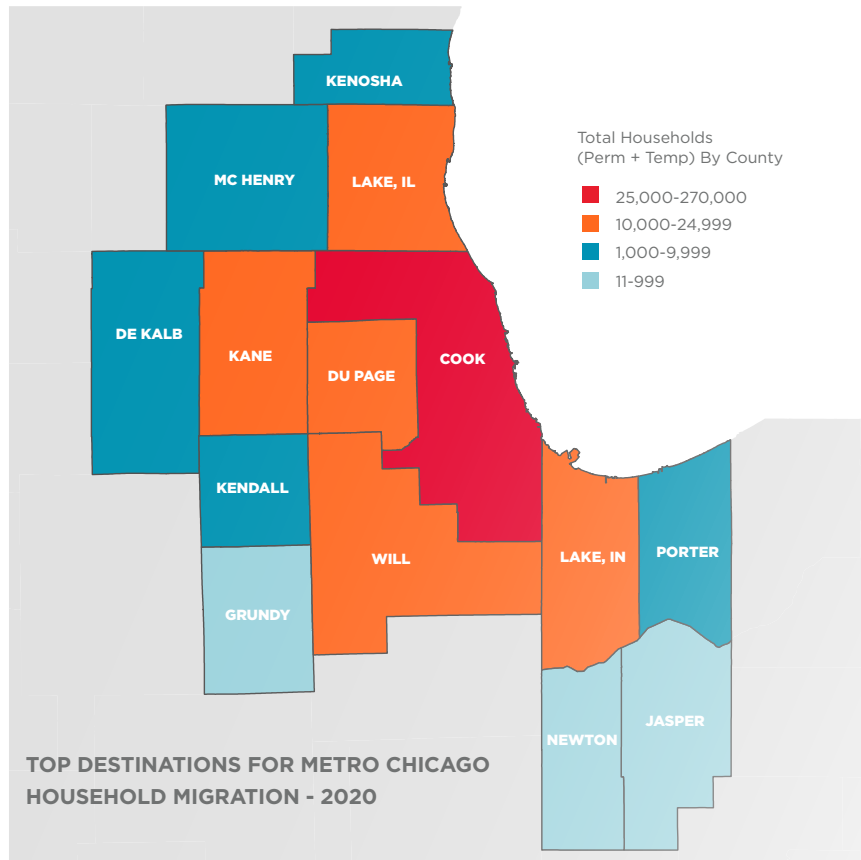 KENOSHA
Total Households
(Perm + Temp) By County
25,000-270,000
10,000-24,999
1,000-9,999
11-999
MC HENRY
LAKE, IL
DE KALB
KANE
DU PAGE
COOK
KENDALL
WILL
LAKE, IN
PORTER
GRUNDY
NEWTON
JASPER
TOP DESTINATIONS FOR METRO CHICAGO
HOUSEHOLD MIGRATION - 2020